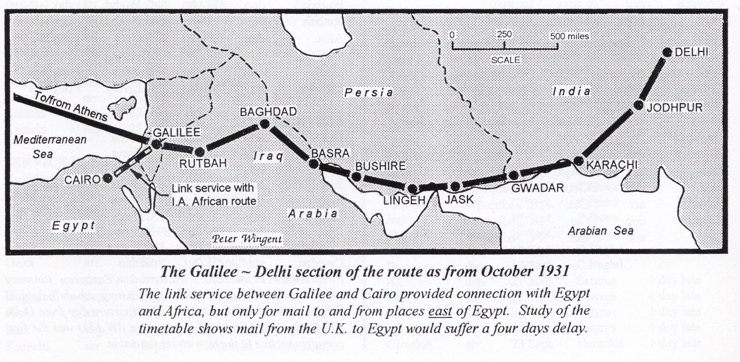 0 250 500 miles
SCALE
DELHI
Persia
India
To/from Athens
BAGHDAD
JODHPUR
Mediterranean
Sea
GALILEE
RUTBAH
Iraq
BASRA
BUSHIRE
KARACHI
CAIRO
Link service with
I.A. African route
LINGEH
JASK
GWADAR
Egypt
Arabia
Peter Wingent
Arabian Sea
The Galilee ~ Delhi section of the route as from October 1931
The link service between Galilee and Cairo provided connection with Egypt
and Africa, but only for mail to and from places east of Egypt. Study of the
timetable shows mail from the U.K. to Egypt would suffer a four days delay.